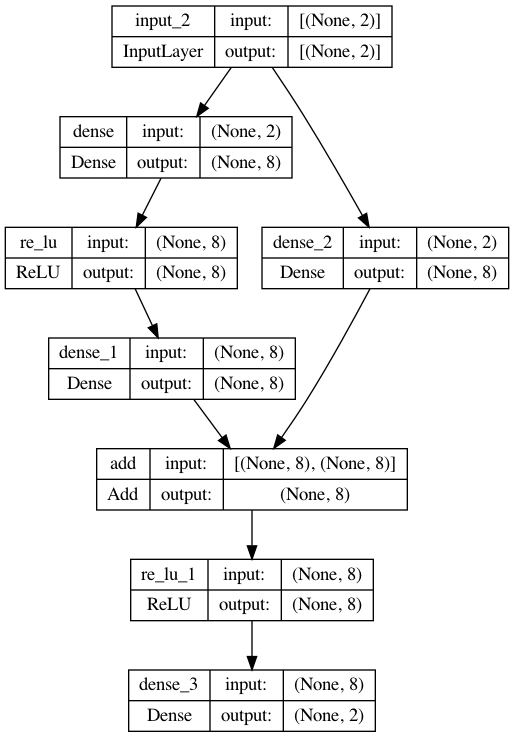 input_2 input: [(None, 2)]
InputLayer output: [(None, 2)]
dense input: (None, 2)
Dense output: (None, 8)
re_lu input: (None, 8)
ReLU output: (None, 8)
dense_2 input: (None, 2)
Dense output: (None, 8)
dense_1 input: (None, 8)
Dense output: (None, 8)
add input: [(None, 8), (None, 8)]
Add output: (None, 8)
re_lu_1 input: (None, 8)
ReLU output: (None, 8)
dense_3 input: (None, 8)
Dense output: (None, 2)